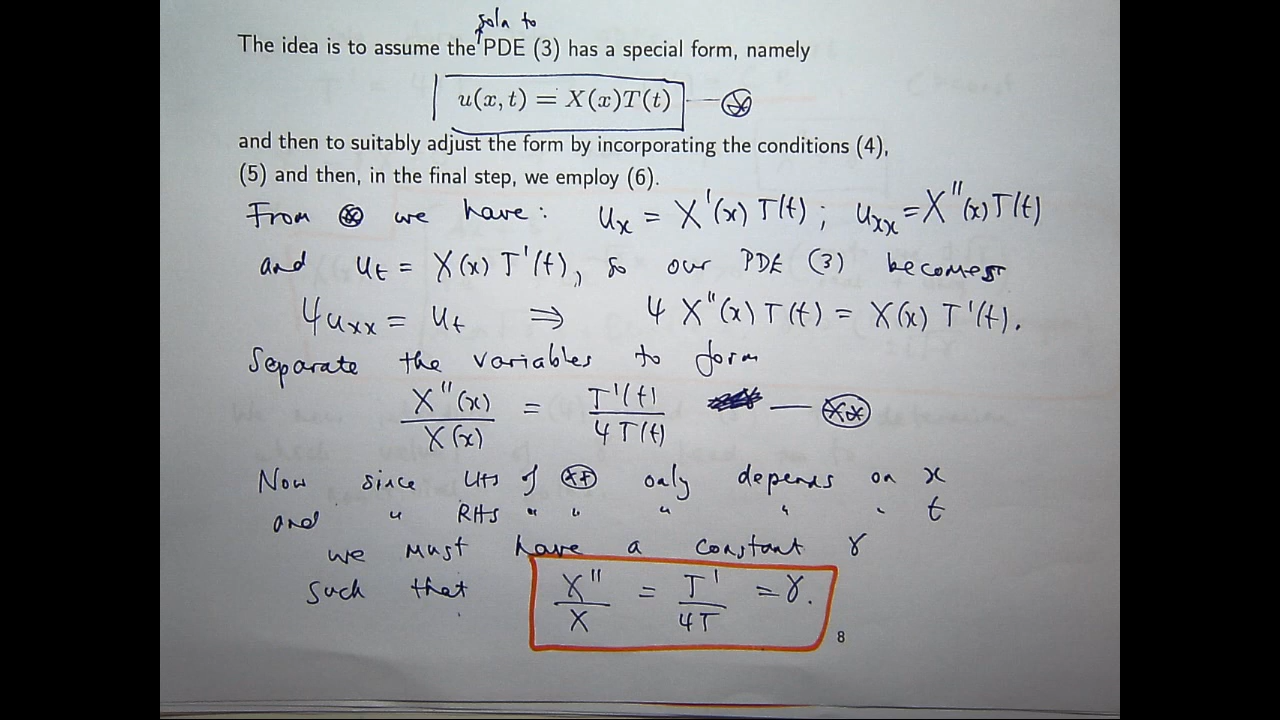 soln to
The idea is to assume the PDE (3) has a special form, namely
u(x, t) = X(x)T(t) — ⊛
and then to suitably adjust the form by incorporating the conditions (4),
(5) and then, in the final step, we employ (6).
From ⊛ we have: u_x = X'(x) T(t) ; u_xx = X''(x) T(t)
and u_t = X(x) T'(t), so our PDE (3) becomes
4u_xx = u_t ⇒ 4 X''(x) T(t) = X(x) T'(t).
Separate the variables to form
X''(x)/X(x) = T'(t)/4T(t) — (**)
Now since LHS of (**) only depends on x
and " RHS " " " " " t
we must have a constant γ
such that X''/X = T'/4T = γ.
8